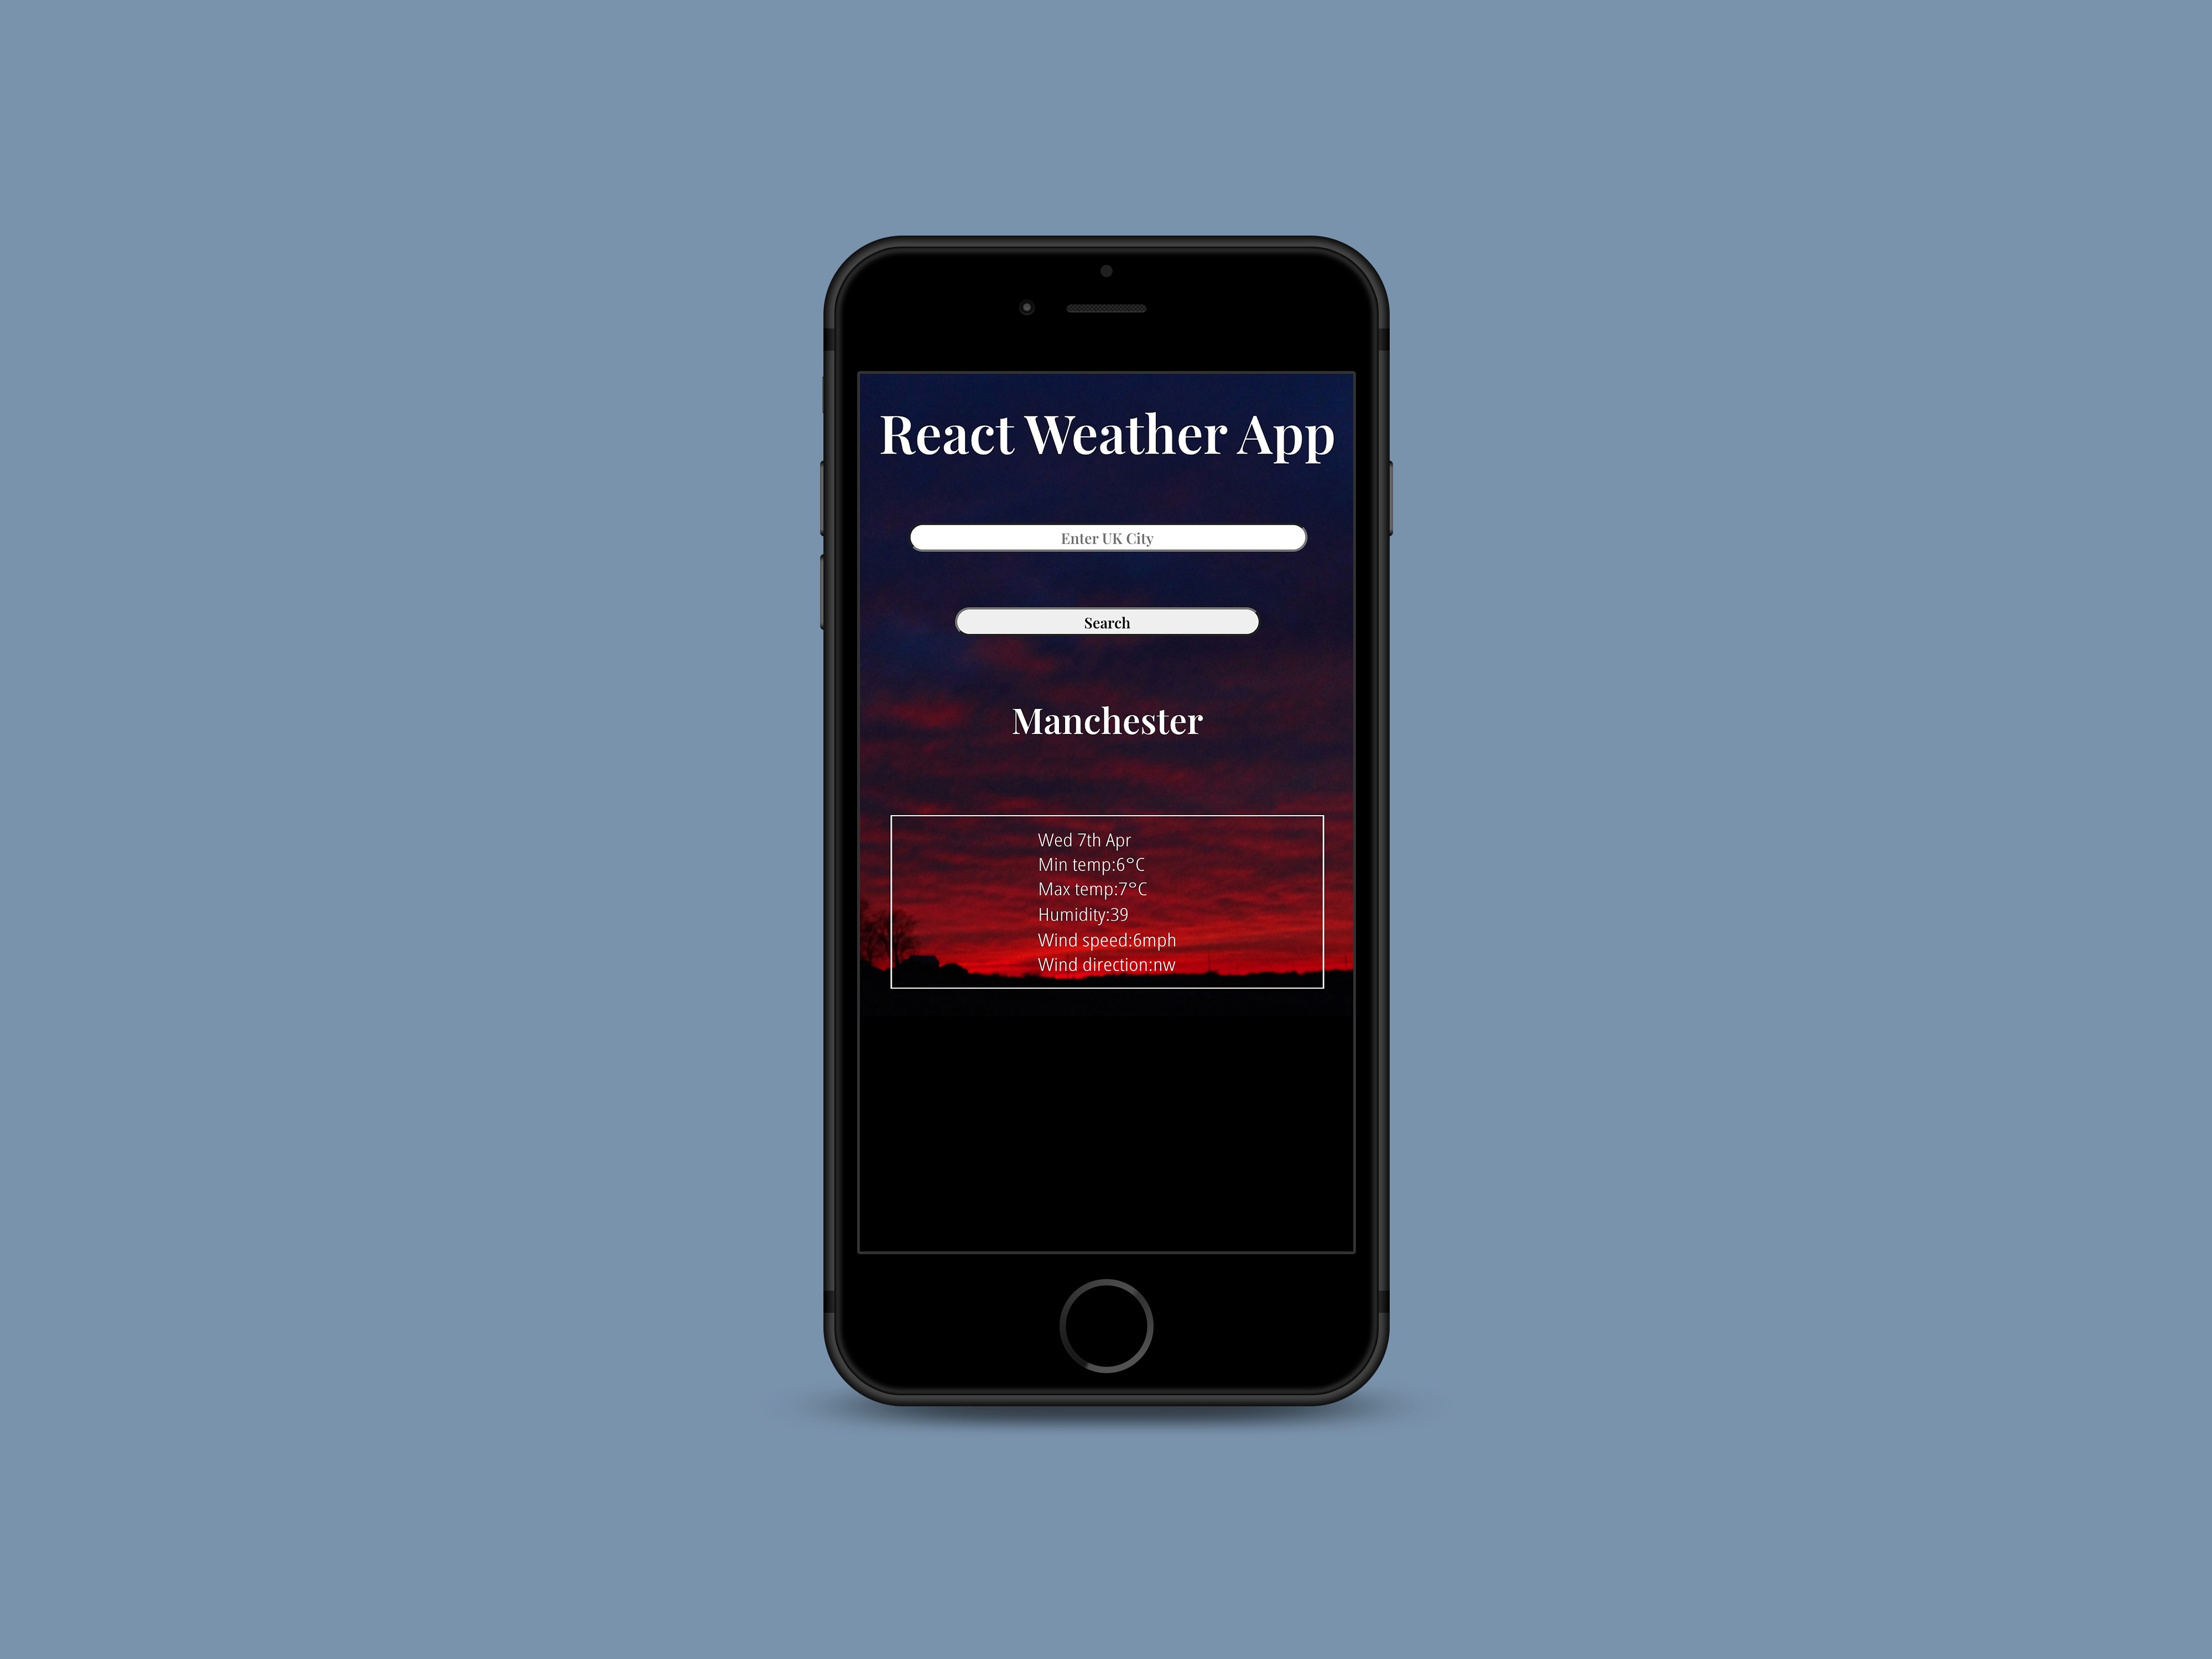 React Weather App
Enter UK City
Search
Manchester
Wed 7th Apr
Min temp:6°C
Max temp:7°C
Humidity:39
Wind speed:6mph
Wind direction:nw